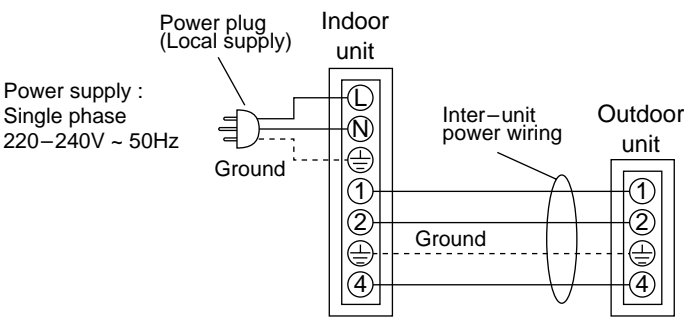 Power plug
(Local supply)
Indoor
unit
Power supply :
Single phase
220–240V ~ 50Hz
Ground
L
N
1
2
4
Inter–unit
power wiring
Ground
Outdoor
unit
1
2
4